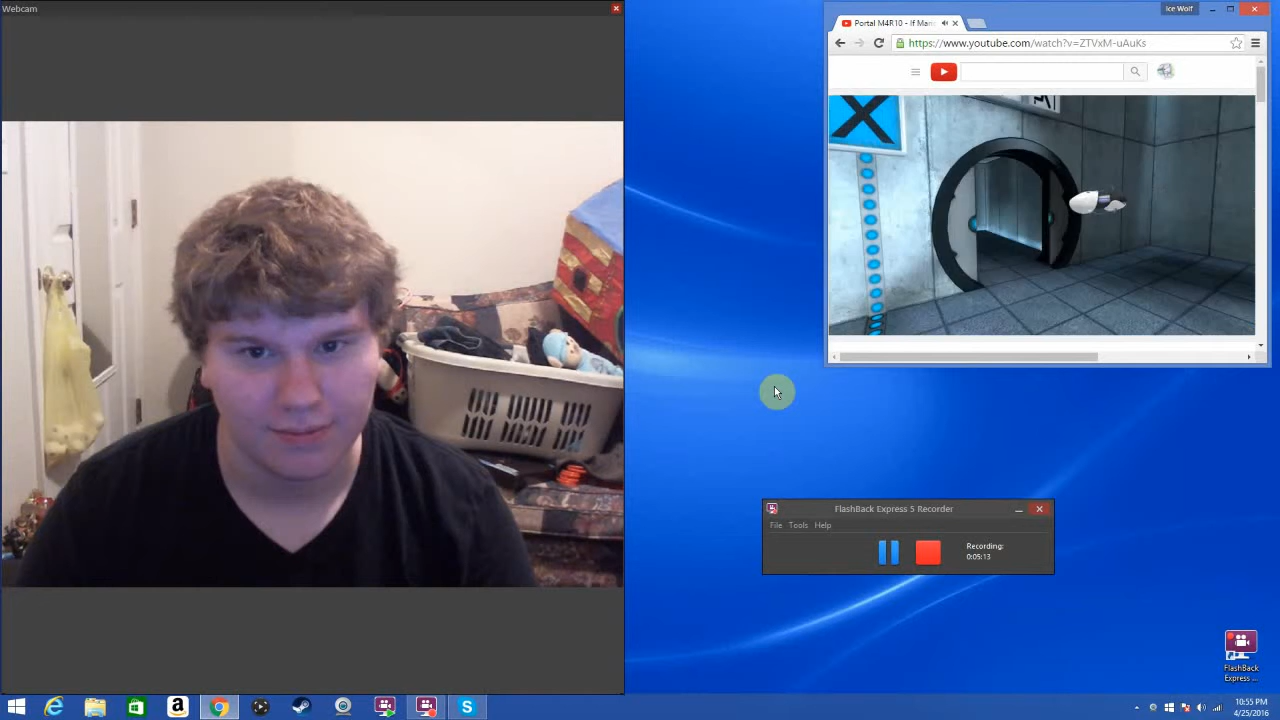 Webcam
Ice Wolf
Portal M4R10 - If Mari
https://www.youtube.com/watch?v=ZTVxM-uAuKs
FlashBack Express 5 Recorder
File Tools Help
Recording:
0:05:13
FlashBack
Express ...
10:55 PM
4/25/2016